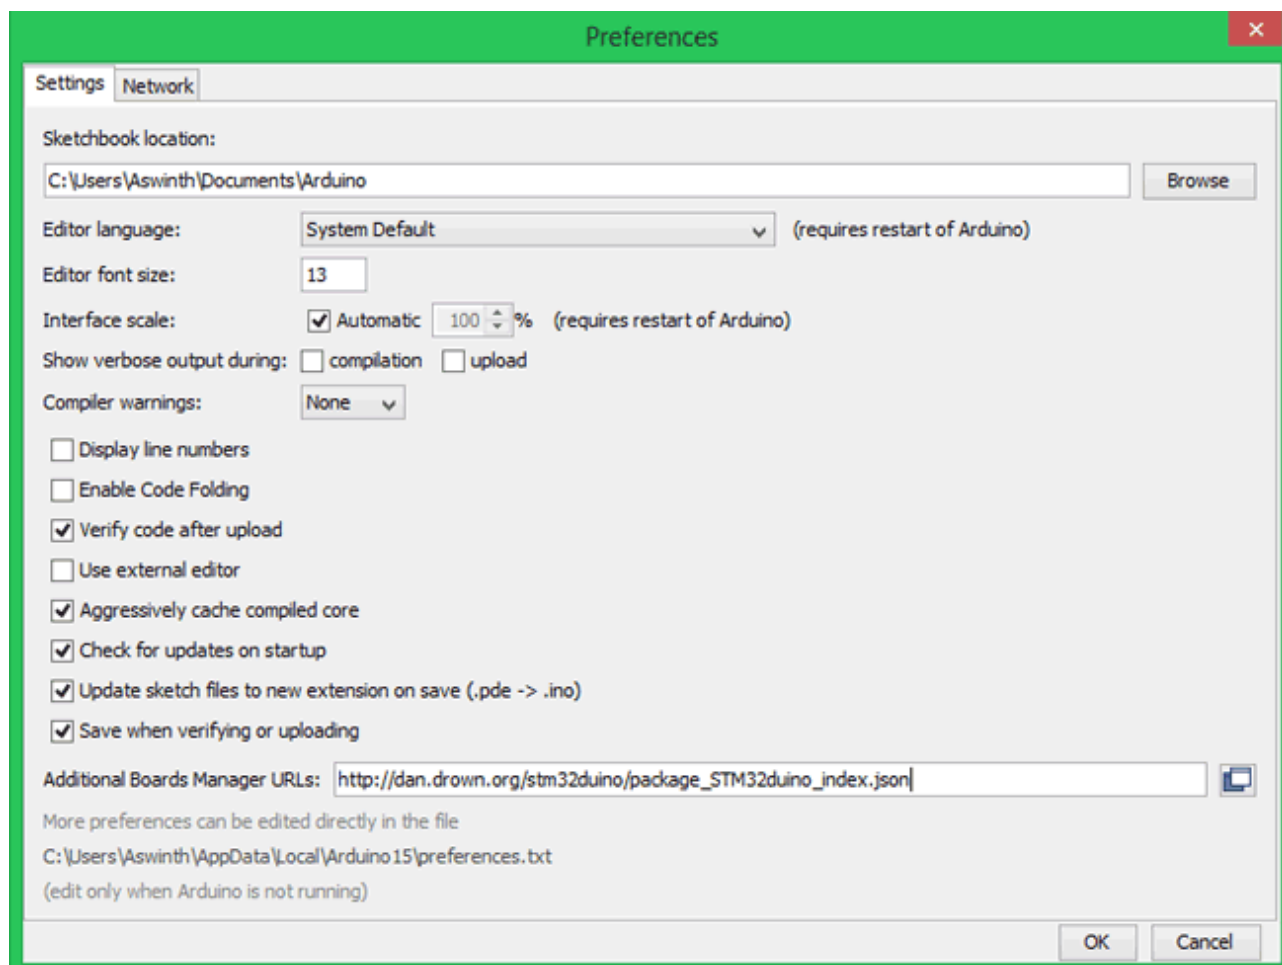 Preferences
Settings Network
Sketchbook location:
C:\Users\Aswinth\Documents\Arduino Browse
Editor language: System Default (requires restart of Arduino)
Editor font size: 13
Interface scale: Automatic 100 % (requires restart of Arduino)
Show verbose output during: compilation upload
Compiler warnings: None
Display line numbers
Enable Code Folding
Verify code after upload
Use external editor
Aggressively cache compiled core
Check for updates on startup
Update sketch files to new extension on save (.pde -> .ino)
Save when verifying or uploading
Additional Boards Manager URLs: http://dan.drown.org/stm32duino/package_STM32duino_index.json
More preferences can be edited directly in the file
C:\Users\Aswinth\AppData\Local\Arduino15\preferences.txt
(edit only when Arduino is not running)
OK Cancel